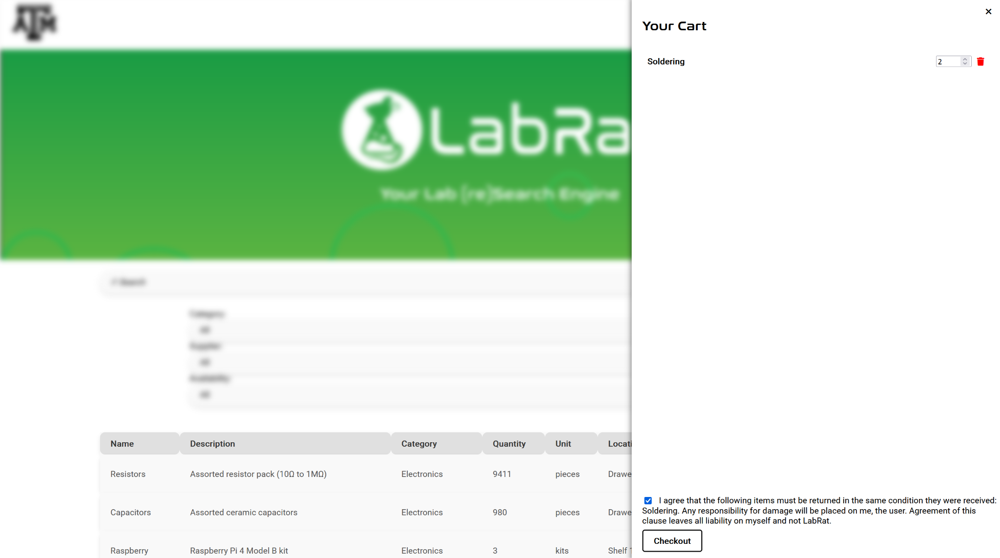 ATM
LabRa
Your Lab (re)Search Engine
Search
Category
All
Supplier
All
Availability
All
Name Description Category Quantity Unit Locati
Resistors Assorted resistor pack (10Ω to 1MΩ) Electronics 9411 pieces Drawe
Capacitors Assorted ceramic capacitors Electronics 980 pieces Drawe
Raspberry Raspberry Pi 4 Model B kit Electronics 3 kits Shelf 1
×
Your Cart
Soldering 2
I agree that the following items must be returned in the same condition they were received:
Soldering. Any responsibility for damage will be placed on me, the user. Agreement of this
clause leaves all liability on myself and not LabRat.
Checkout